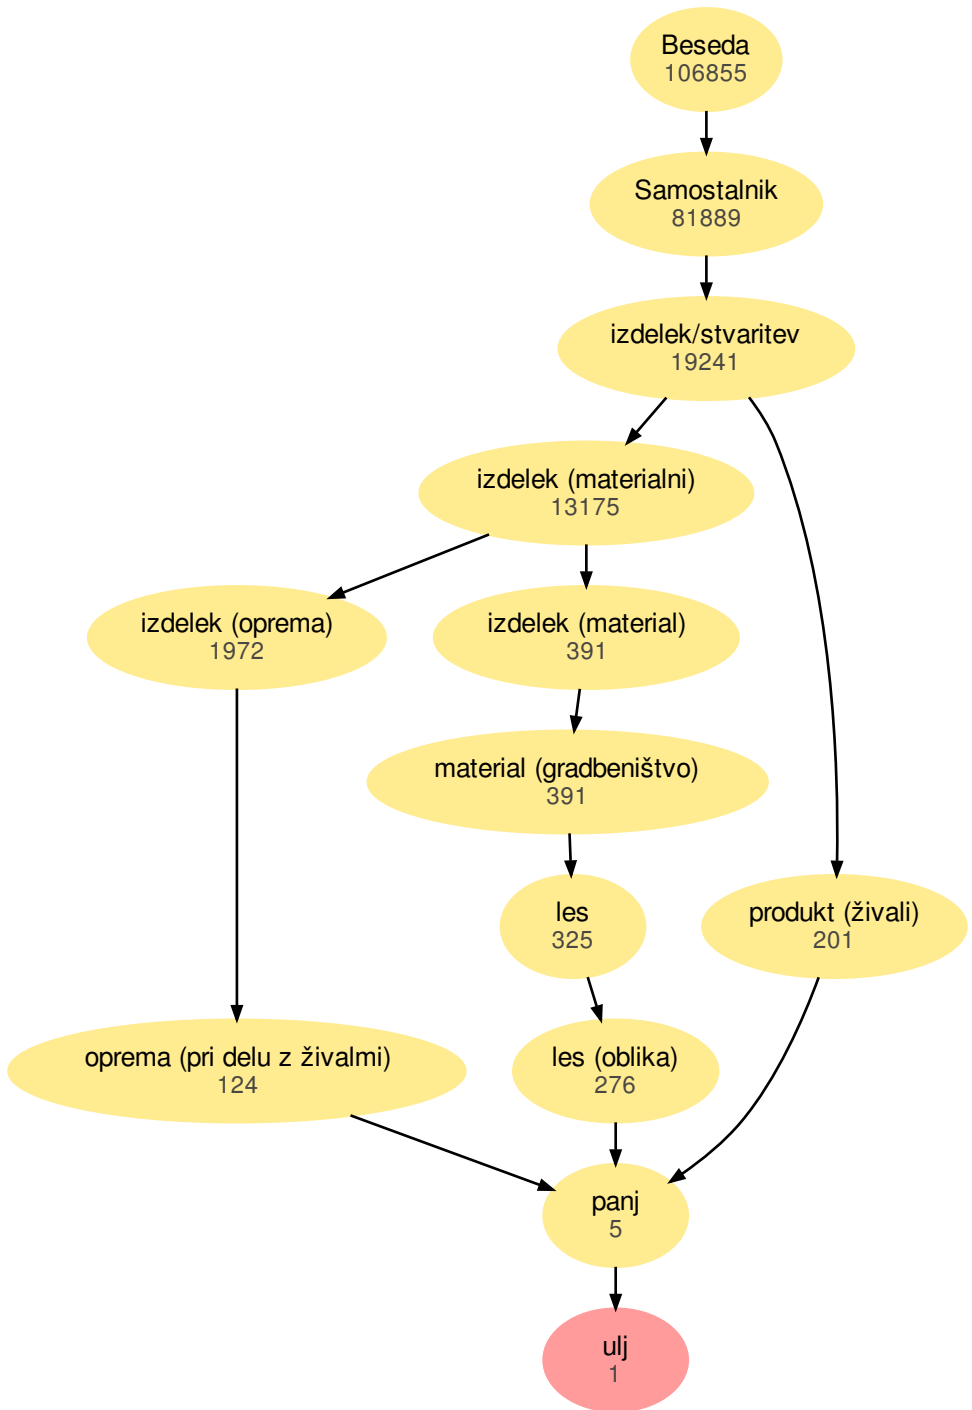 Beseda
106855
Samostalnik
81889
izdelek/stvaritev
19241
izdelek (materialni)
13175
izdelek (oprema)
1972
izdelek (material)
391
material (gradbeništvo)
391
les
325
produkt (živali)
201
oprema (pri delu z živalmi)
124
les (oblika)
276
panj
5
ulj
1